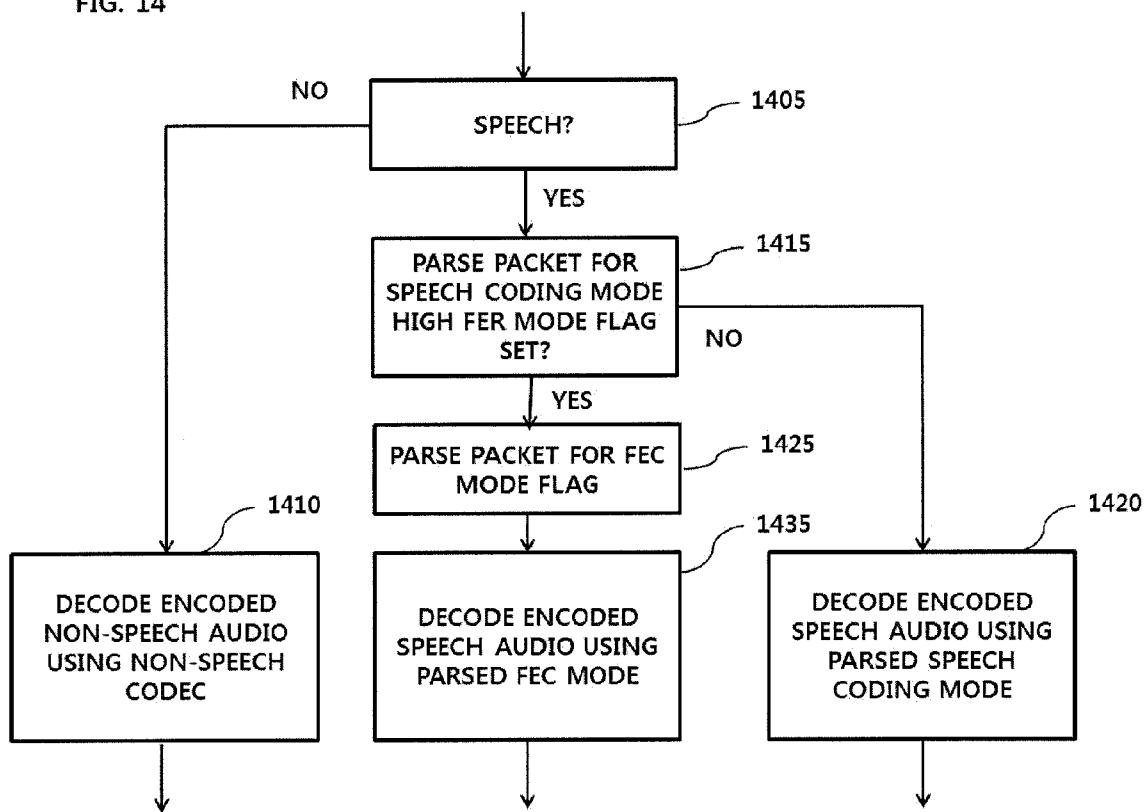 FIG. 14
NO
SPEECH?
1405
YES
PARSE PACKET FOR
SPEECH CODING MODE
HIGH FER MODE FLAG
SET?
1415
NO
YES
PARSE PACKET FOR FEC
MODE FLAG
1425
1410
1435
1420
DECODE ENCODED
NON-SPEECH AUDIO
USING NON-SPEECH
CODEC
DECODE ENCODED
SPEECH AUDIO USING
PARSED FEC MODE
DECODE ENCODED
SPEECH AUDIO USING
PARSED SPEECH
CODING MODE